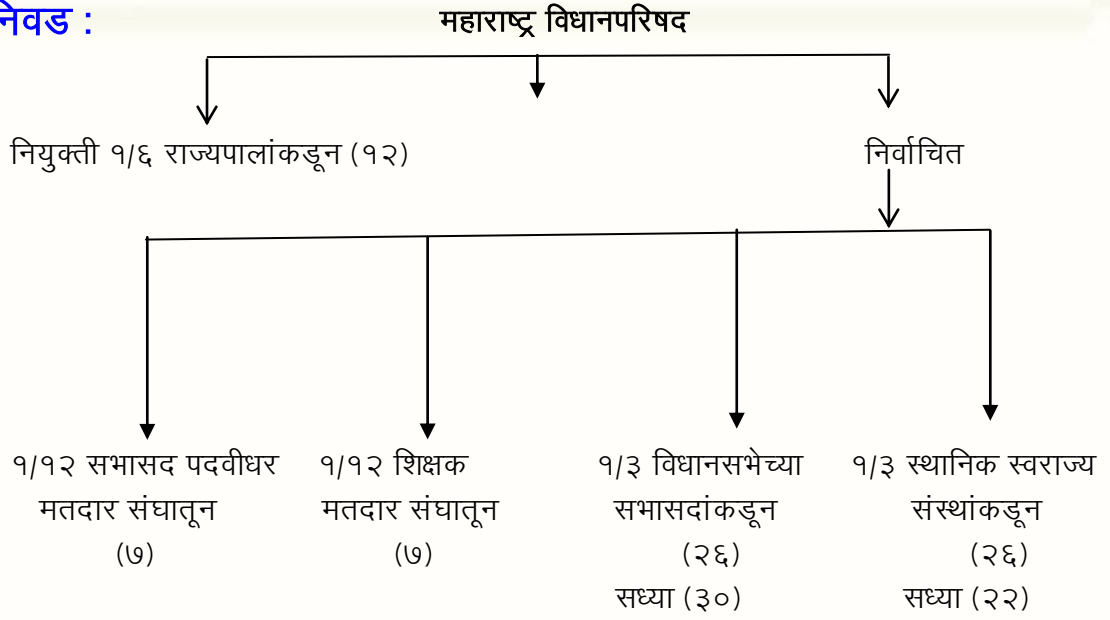 निवड :
महाराष्ट्र विधानपरिषद
नियुक्ती १/६ राज्यपालांकडून (१२)
निर्वाचित
१/१२ सभासद पदवीधर
मतदार संघातून
(७)
१/१२ शिक्षक
मतदार संघातून
(७)
१/३ विधानसभेच्या
सभासदांकडून
(२६)
सध्या (३०)
१/३ स्थानिक स्वराज्य
संस्थांकडून
(२६)
सध्या (२२)